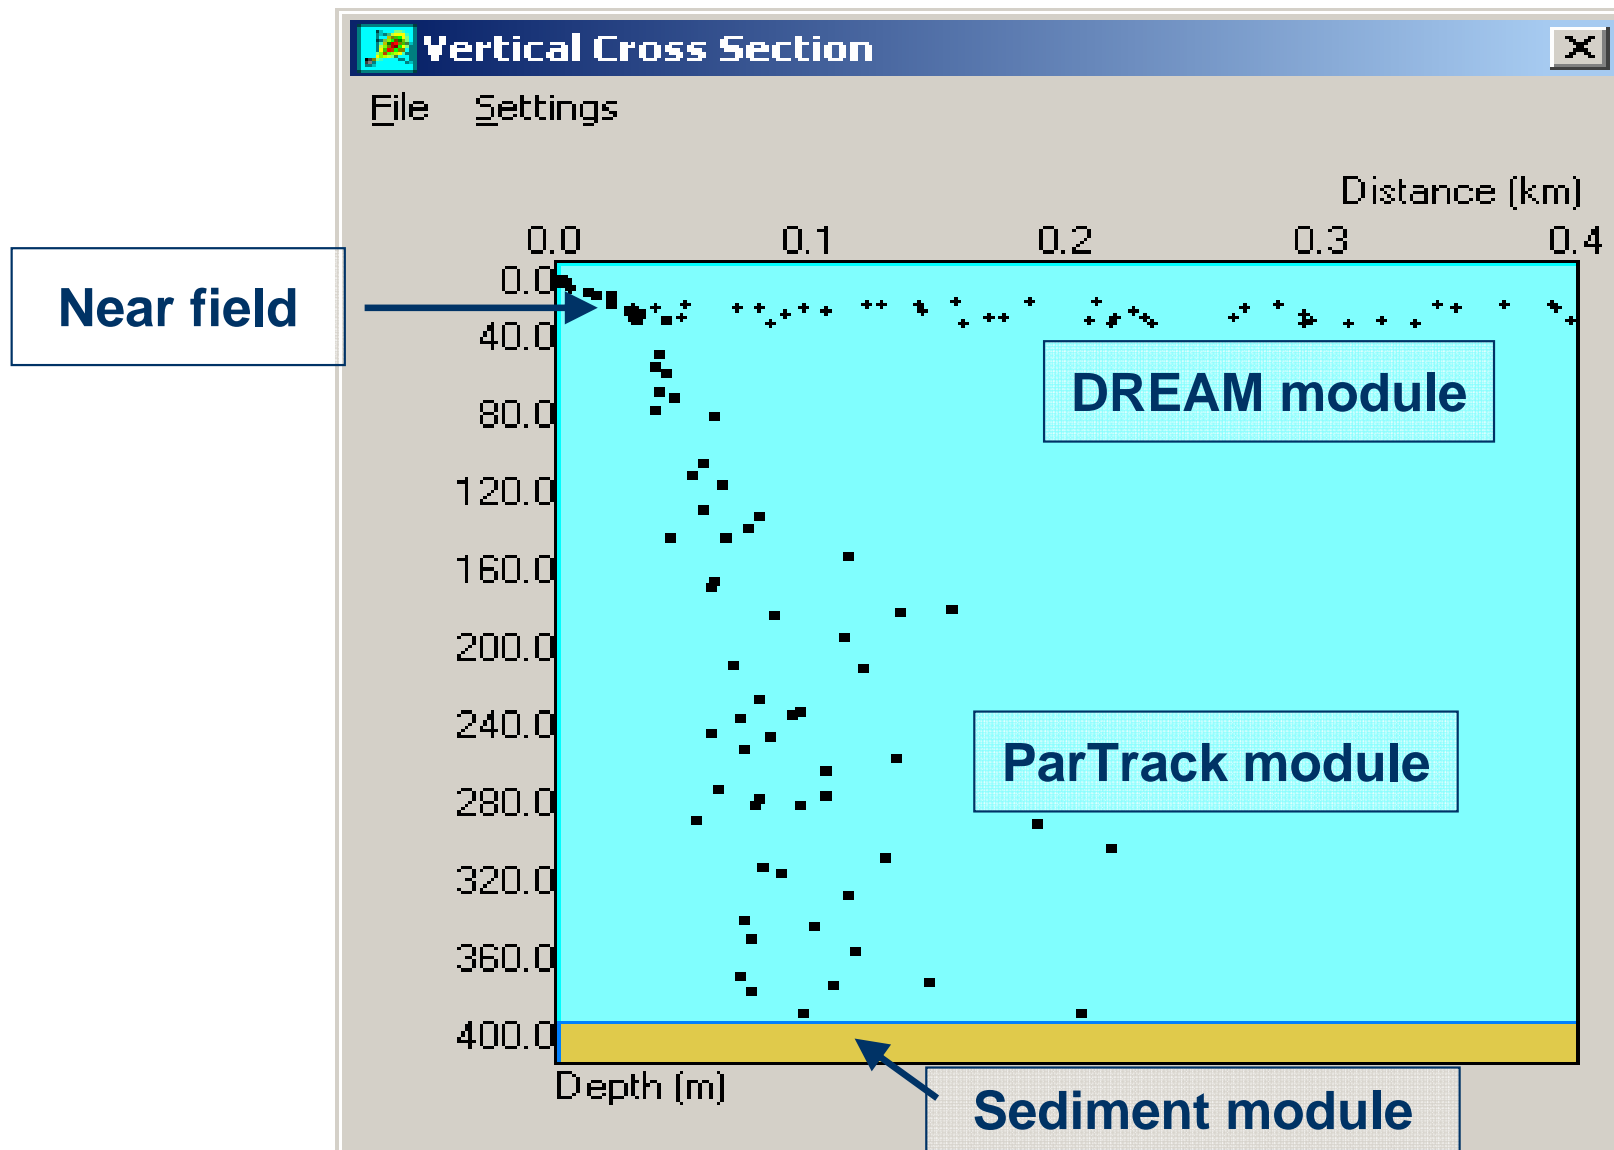 Vertical Cross Section
File Settings
Distance (km)
0.0 0.1 0.2 0.3 0.4
0.0
Near field
40.0
DREAM module
80.0
120.0
160.0
200.0
240.0
ParTrack module
280.0
320.0
360.0
400.0
Depth (m)
Sediment module